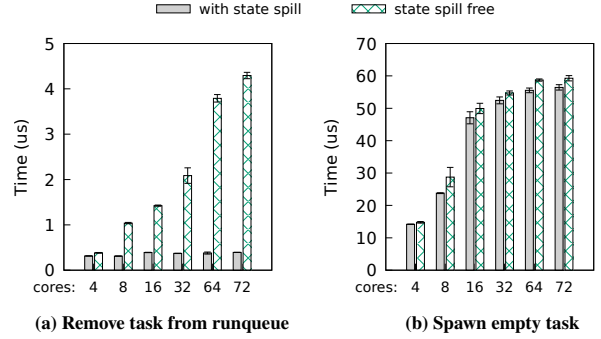 with state spill
state spill free
Time (us)
5
4
3
2
1
0
cores: 4 8 16 32 64 72
(a) Remove task from runqueue
Time (us)
70
60
50
40
30
20
10
0
cores: 4 8 16 32 64 72
(b) Spawn empty task